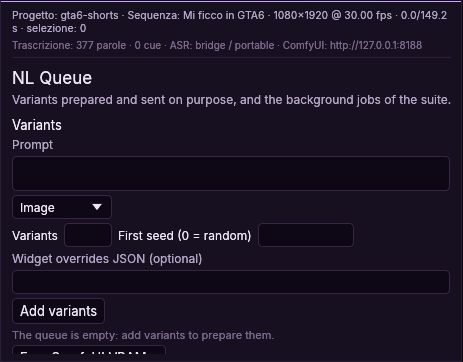 Progetto: gta6-shorts · Sequenza: Mi ficco in GTA6 · 1080×1920 @ 30.00 fps · 0.0/149.2
s · selezione: 0
Trascrizione: 377 parole · 0 cue · ASR: bridge / portable · ComfyUI: http://127.0.0.1:8188
NL Queue
Variants prepared and sent on purpose, and the background jobs of the suite.
Variants
Prompt
Image
Variants First seed (0 = random)
Widget overrides JSON (optional)
Add variants
The queue is empty: add variants to prepare them.